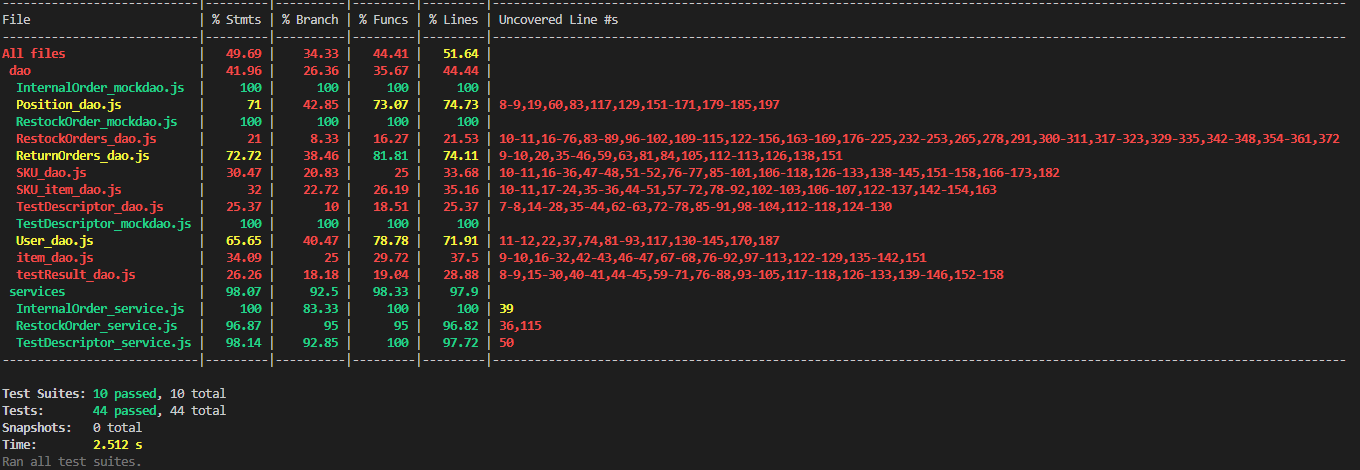 File | % Stmts | % Branch | % Funcs | % Lines | Uncovered Line #s
All files | 49.69 | 34.33 | 44.41 | 51.64 |
dao | 41.96 | 26.36 | 35.67 | 44.44 |
InternalOrder_mockdao.js | 100 | 100 | 100 | 100 |
Position_dao.js | 71 | 42.85 | 73.07 | 74.73 | 8-9,19,60,83,117,129,151-171,179-185,197
RestockOrder_mockdao.js | 100 | 100 | 100 | 100 |
RestockOrders_dao.js | 21 | 8.33 | 16.27 | 21.53 | 10-11,16-76,83-89,96-102,109-115,122-156,163-169,176-225,232-253,265,278,291,300-311,317-323,329-335,342-348,354-361,372
ReturnOrders_dao.js | 72.72 | 38.46 | 81.81 | 74.11 | 9-10,20,35-46,59,63,81,84,105,112-113,126,138,151
SKU_dao.js | 30.47 | 20.83 | 25 | 33.68 | 10-11,16-36,47-48,51-52,76-77,85-101,106-118,126-133,138-145,151-158,166-173,182
SKU_item_dao.js | 32 | 22.72 | 26.19 | 35.16 | 10-11,17-24,35-36,44-51,57-72,78-92,102-103,106-107,122-137,142-154,163
TestDescriptor_dao.js | 25.37 | 10 | 18.51 | 25.37 | 7-8,14-28,35-44,62-63,72-78,85-91,98-104,112-118,124-130
TestDescriptor_mockdao.js | 100 | 100 | 100 | 100 |
User_dao.js | 65.65 | 40.47 | 78.78 | 71.91 | 11-12,22,37,74,81-93,117,130-145,170,187
item_dao.js | 34.09 | 25 | 29.72 | 37.5 | 9-10,16-32,42-43,46-47,67-68,76-92,97-113,122-129,135-142,151
testResult_dao.js | 26.26 | 18.18 | 19.04 | 28.88 | 8-9,15-30,40-41,44-45,59-71,76-88,93-105,117-118,126-133,139-146,152-158
services | 98.07 | 92.5 | 98.33 | 97.9 |
InternalOrder_service.js | 100 | 83.33 | 100 | 100 | 39
RestockOrder_service.js | 96.87 | 95 | 95 | 96.82 | 36,115
TestDescriptor_service.js | 98.14 | 92.85 | 100 | 97.72 | 50
Test Suites: 10 passed, 10 total
Tests: 44 passed, 44 total
Snapshots: 0 total
Time: 2.512 s
Ran all test suites.